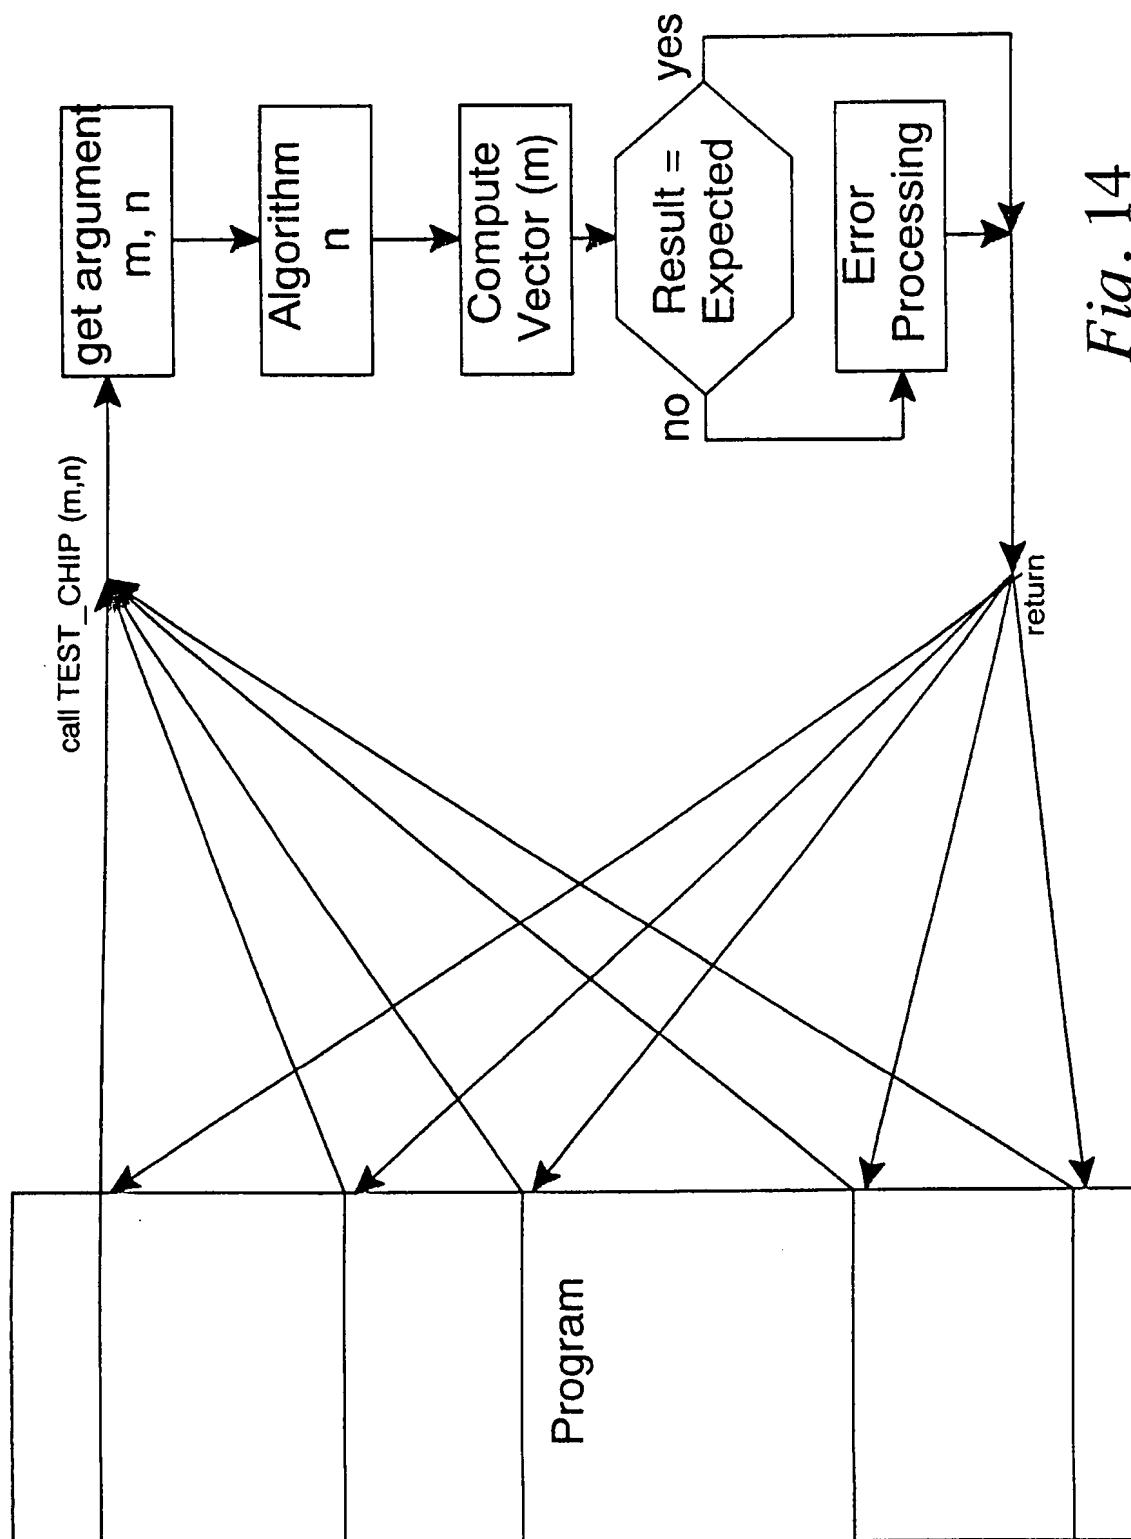 Program
call TEST_CHIP (m,n)
return
get argument
m, n
Algorithm
n
Compute
Vector (m)
Result =
Expected
yes
no
Error
Processing
Fig. 14